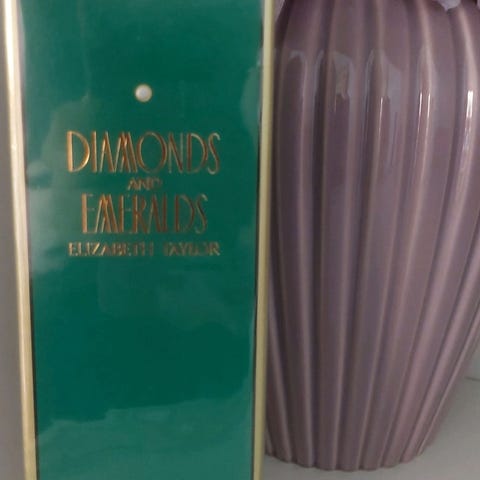 DIAMONDS
AND
EMERALDS
ELIZABETH TAYLOR